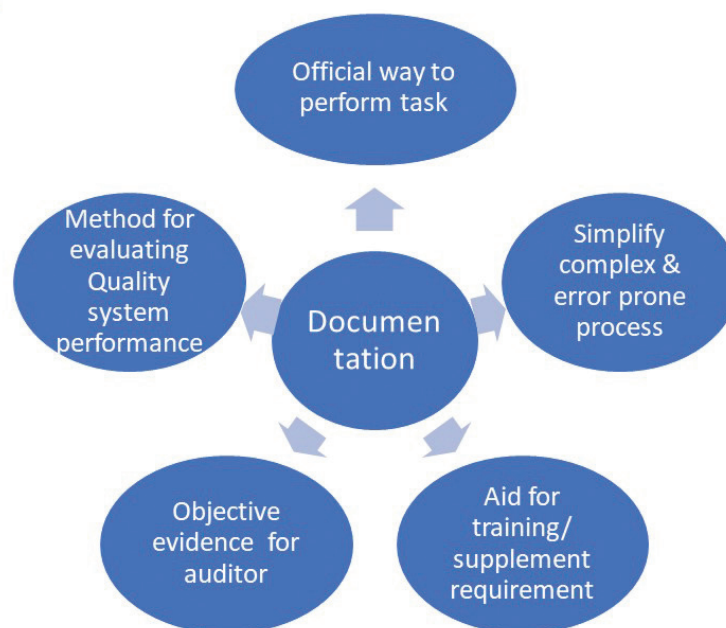 Official way to
perform task
Method for
evaluating
Quality
system
performance
Simplify
complex &
error prone
process
Documen
tation
Objective
evidence for
auditor
Aid for
training/
supplement
requirement